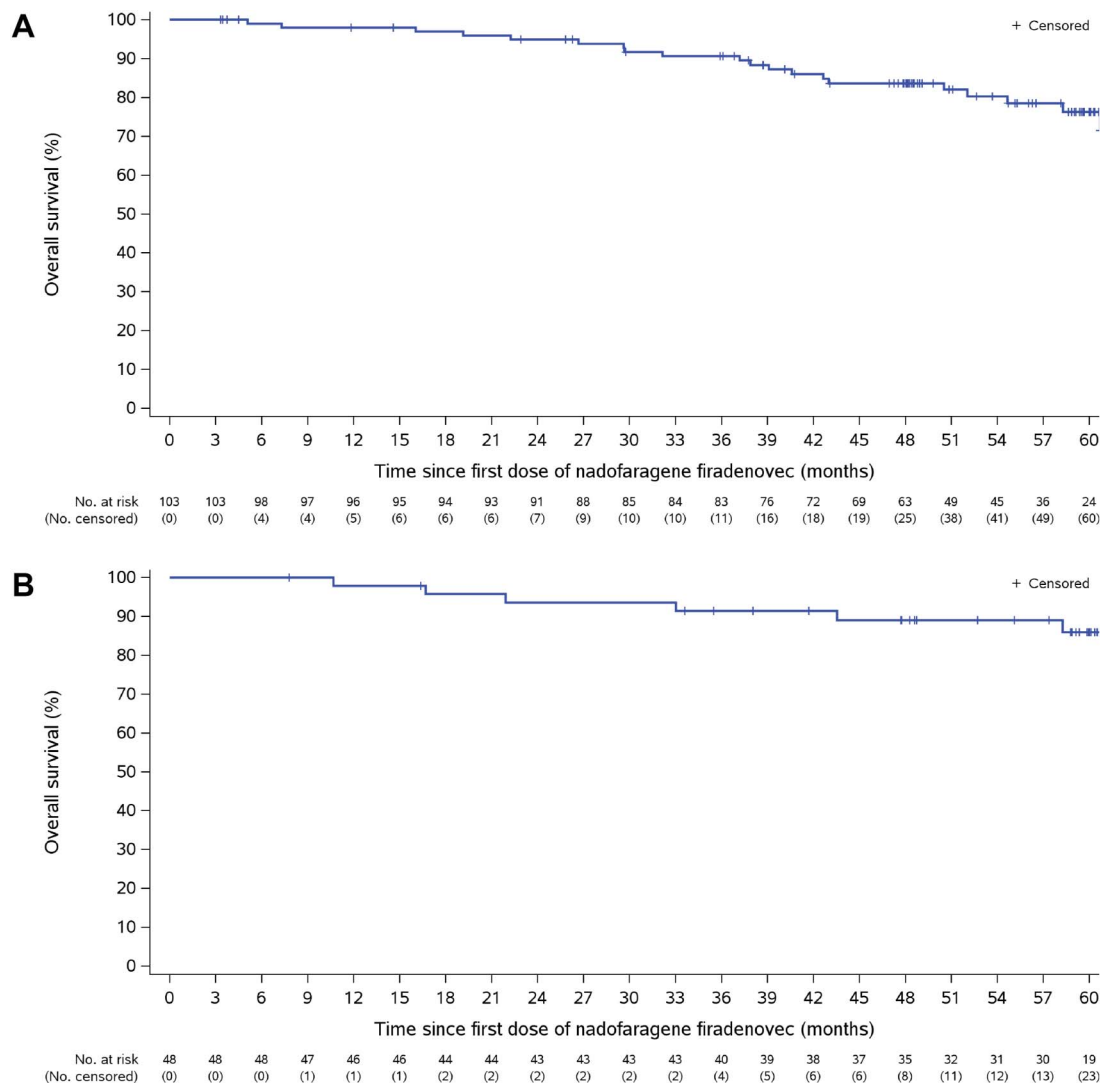 A
+ Censored
100
90
80
70
60
50
40
30
20
10
0
Overall survival (%)
0 3 6 9 12 15 18 21 24 27 30 33 36 39 42 45 48 51 54 57 60
Time since first dose of nadofaragene firadenovec (months)
No. at risk 103 103 98 97 96 95 94 93 91 88 85 84 83 76 72 69 63 49 45 36 24
(No. censored) (0) (0) (4) (4) (5) (6) (6) (6) (7) (9) (10) (10) (11) (16) (18) (19) (25) (38) (41) (49) (60)
B
+ Censored
100
90
80
70
60
50
40
30
20
10
0
Overall survival (%)
0 3 6 9 12 15 18 21 24 27 30 33 36 39 42 45 48 51 54 57 60
Time since first dose of nadofaragene firadenovec (months)
No. at risk 48 48 48 47 46 46 44 44 43 43 43 43 40 39 38 37 35 32 31 30 19
(No. censored) (0) (0) (0) (1) (1) (1) (2) (2) (2) (2) (2) (2) (4) (5) (6) (6) (8) (11) (12) (13) (23)